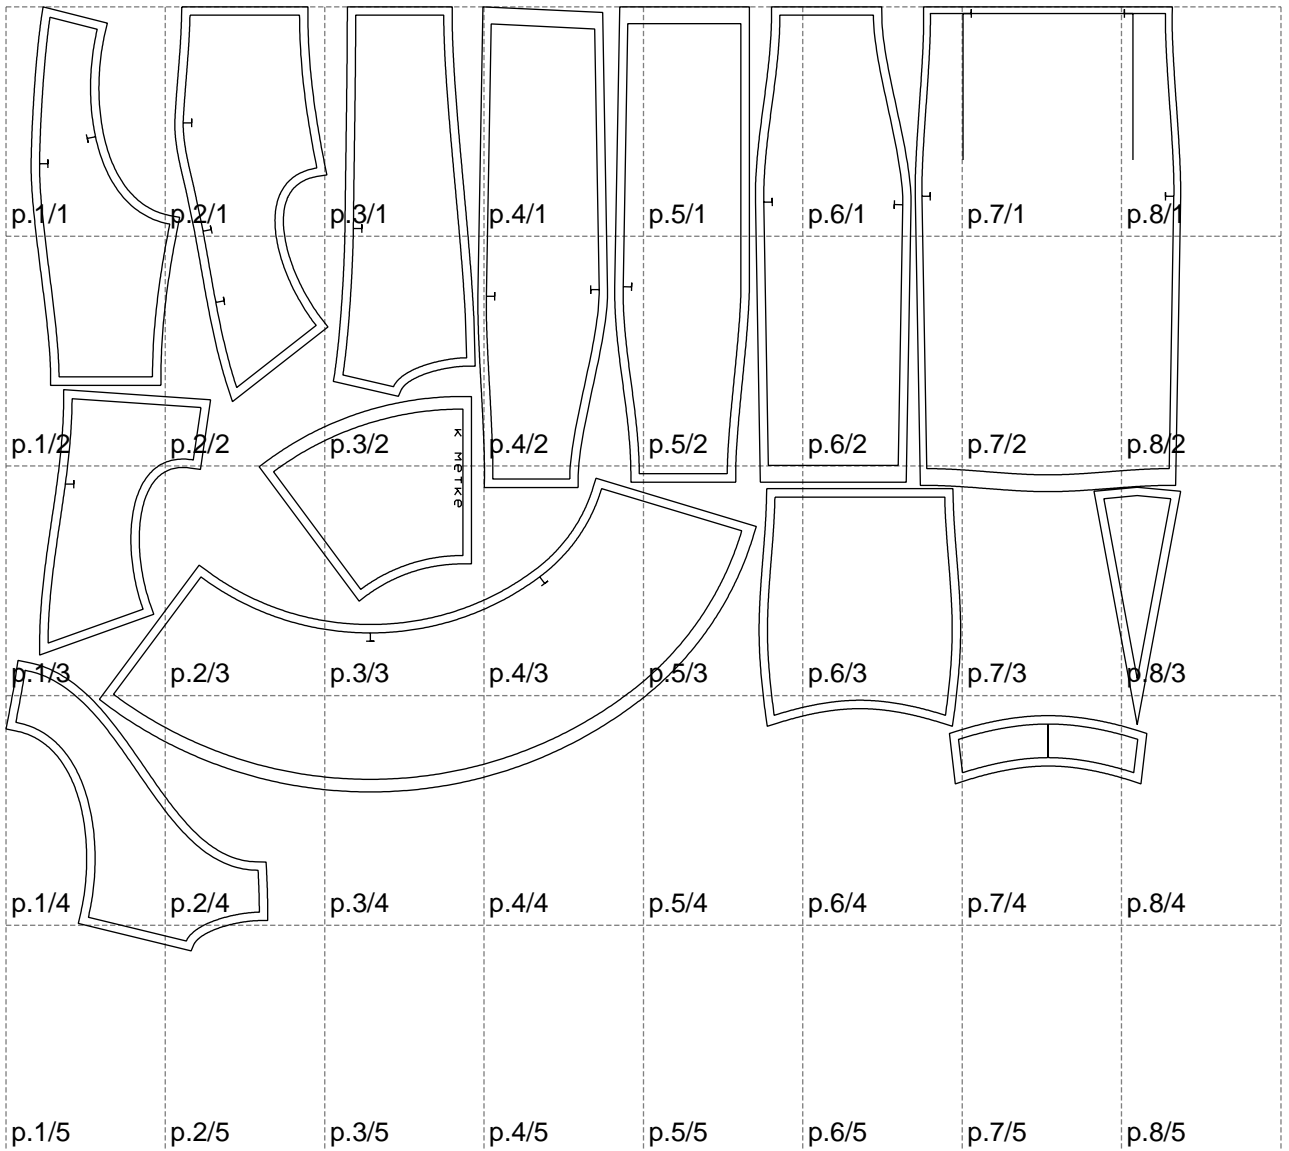 p.1/1 p.2/1 p.3/1 p.4/1 p.5/1 p.6/1 p.7/1 p.8/1
p.1/2 p.2/2 p.3/2 p.4/2 p.5/2 p.6/2 p.7/2 p.8/2
к метке
p.1/3 p.2/3 p.3/3 p.4/3 p.5/3 p.6/3 p.7/3 p.8/3
p.1/4 p.2/4 p.3/4 p.4/4 p.5/4 p.6/4 p.7/4 p.8/4
p.1/5 p.2/5 p.3/5 p.4/5 p.5/5 p.6/5 p.7/5 p.8/5